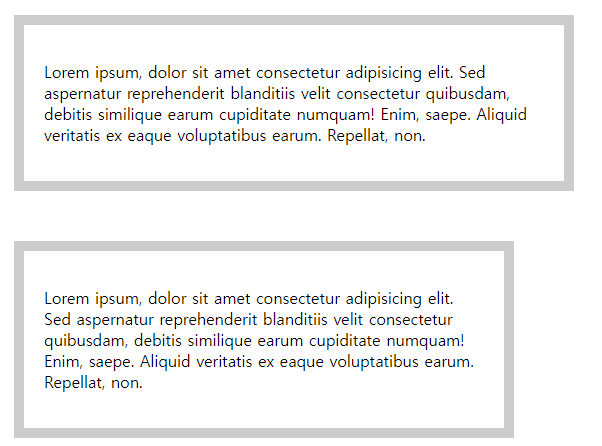 Lorem ipsum, dolor sit amet consectetur adipisicing elit. Sed
aspernatur reprehenderit blanditiis velit consectetur quibusdam,
debitis similique earum cupiditate numquam! Enim, saepe. Aliquid
veritatis ex eaque voluptatibus earum. Repellat, non.
Lorem ipsum, dolor sit amet consectetur adipisicing elit.
Sed aspernatur reprehenderit blanditiis velit consectetur
quibusdam, debitis similique earum cupiditate numquam!
Enim, saepe. Aliquid veritatis ex eaque voluptatibus earum.
Repellat, non.